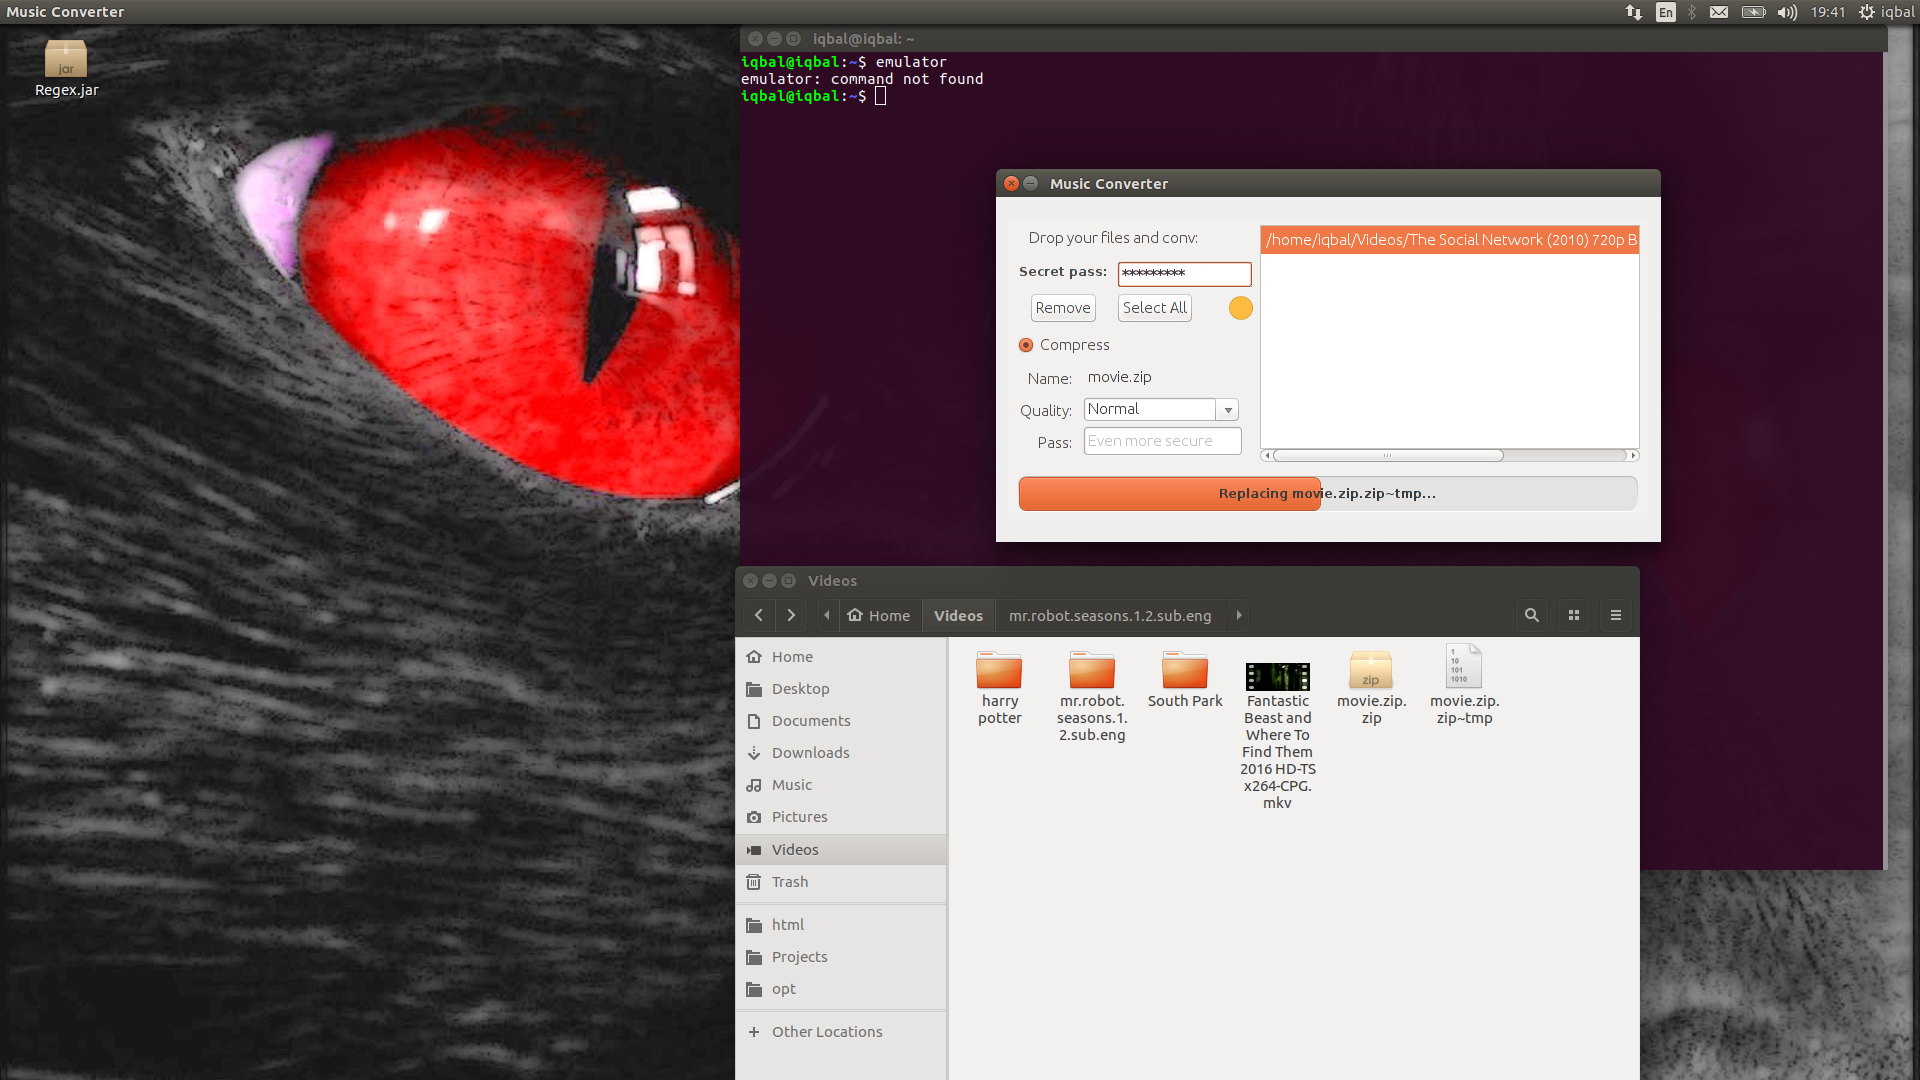 Music Converter
En
19:41
iqbal
jar
Regex.jar
iqbal@iqbal: ~
iqbal@iqbal:~$ emulator
emulator: command not found
iqbal@iqbal:~$
Music Converter
Drop your files and conv:
/home/iqbal/Videos/The Social Network (2010) 720p B
Secret pass:
*********
Remove
Select All
Compress
Name:
movie.zip
Quality:
Normal
Pass:
Even more secure
Replacing movie.zip.zip~tmp...
Videos
Home
Videos
mr.robot.seasons.1.2.sub.eng
Home
Desktop
Documents
Downloads
Music
Pictures
Videos
Trash
html
Projects
opt
Other Locations
harry
potter
mr.robot.
seasons.1.
2.sub.eng
South Park
Fantastic
Beast and
Where To
Find Them
2016 HD-TS
x264-CPG.
mkv
zip
movie.zip.
zip
1
10
101
1010
movie.zip.
zip~tmp